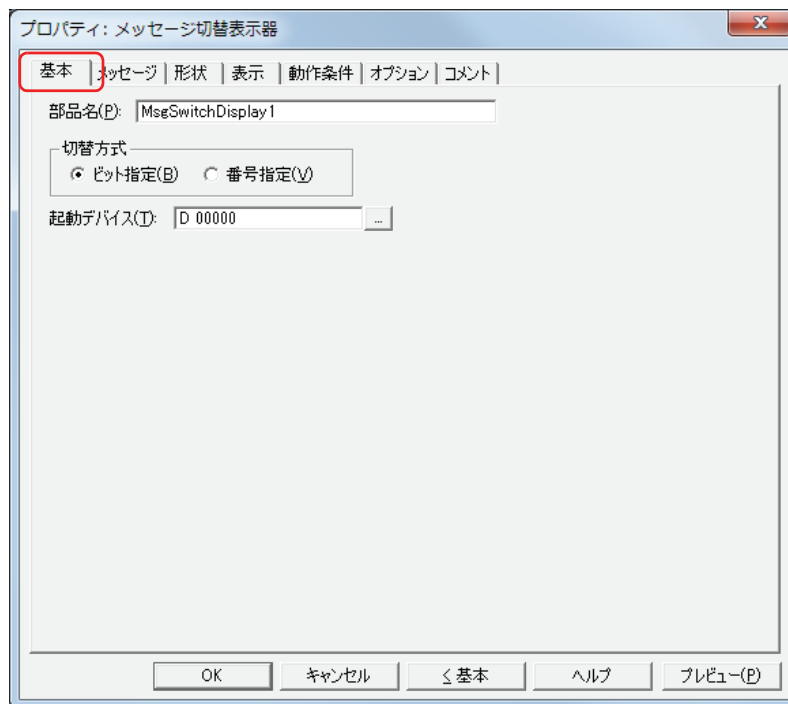 プロパティ: メッセージ切替表示器
基本 メッセージ 形状 表示 動作条件 オプション コメント
部品名(P): MsgSwitchDisplay1
切替方式
ビット指定(B) 番号指定(V)
起動デバイス(T): D 00000 ...
OK キャンセル < 基本 ヘルプ プレビュー(P)